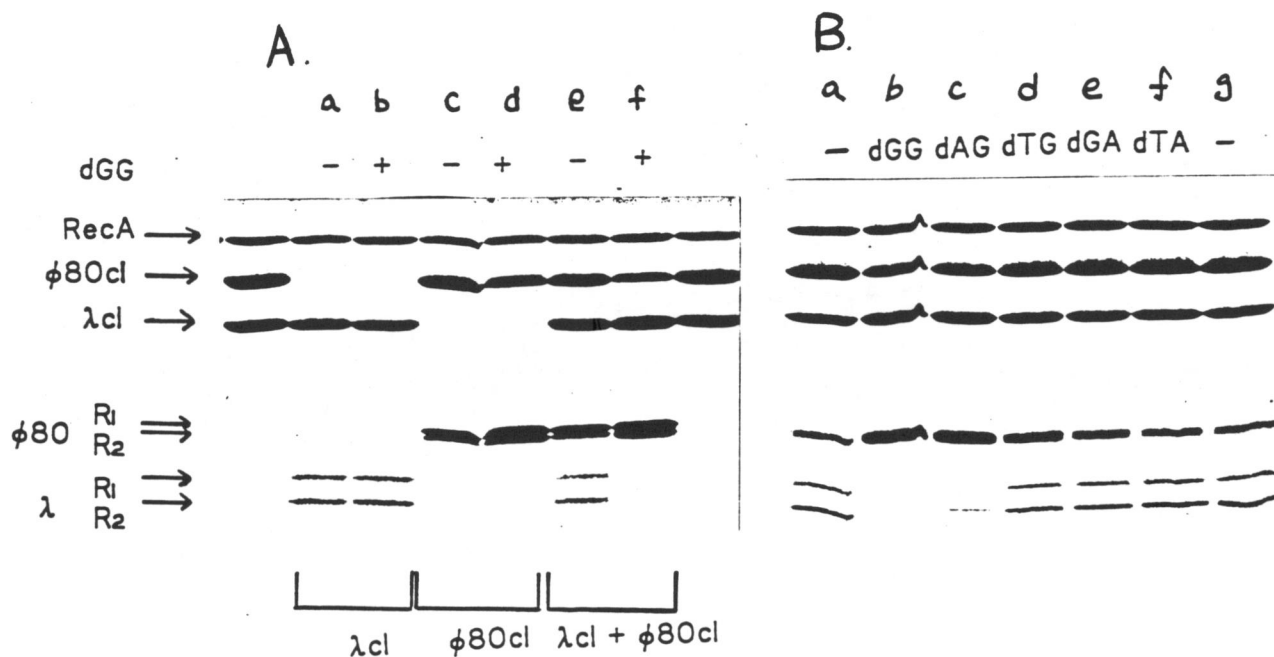 A.
a b c d e f
dGG - + - + - +
RecA →
φ80cI →
λcI →
φ80 R1 R2
λ R1 R2
λcI φ80cI λcI + φ80cI
B.
a b c d e f g
- dGG dAG dTG dGA dTA -